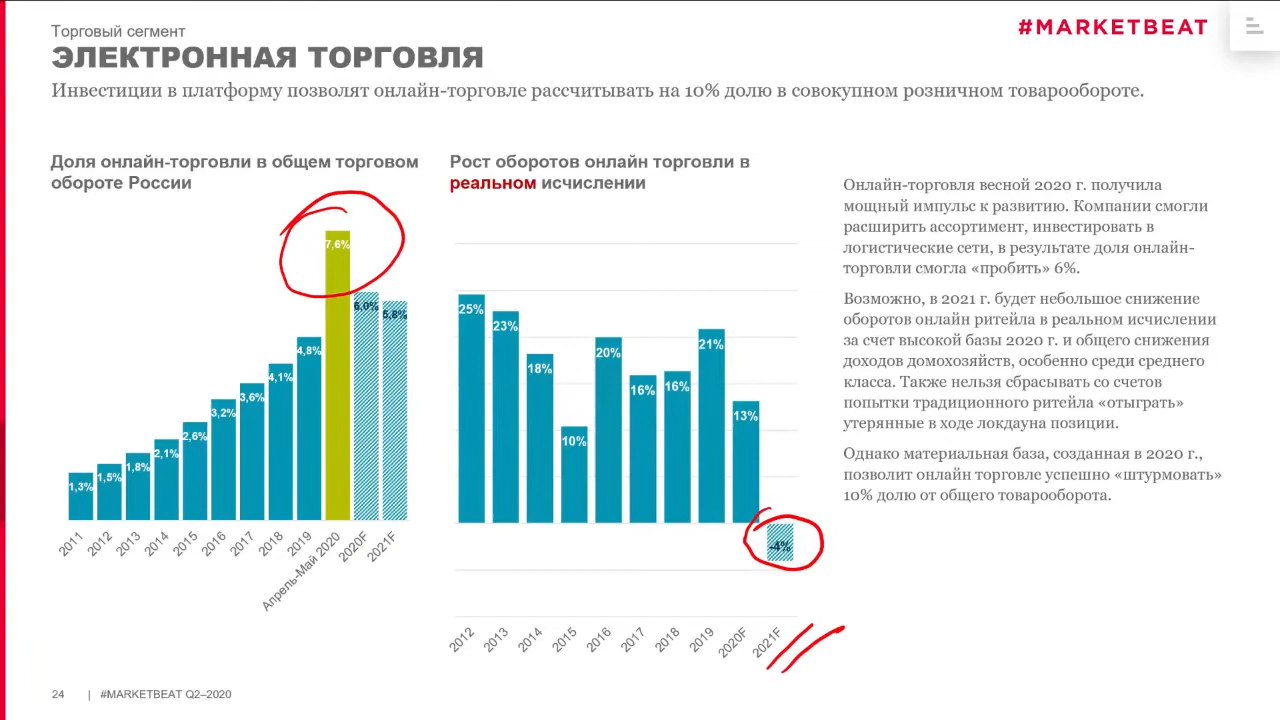 Торговый сегмент
#MARKETBEAT
ЭЛЕКТРОННАЯ ТОРГОВЛЯ
Инвестиции в платформу позволят онлайн-торговле рассчитывать на 10% долю в совокупном розничном товарообороте.
Доля онлайн-торговли в общем торговом
обороте России
1,3%
1,5%
1,8%
2,1%
2,6%
3,2%
3,6%
4,1%
4,8%
7,6%
6,0%
5,8%
2011
2012
2013
2014
2015
2016
2017
2018
2019
Апрель-Май 2020
2020F
2021F
Рост оборотов онлайн торговли в
реальном исчислении
25%
23%
18%
10%
20%
16%
16%
21%
13%
-4%
2012
2013
2014
2015
2016
2017
2018
2019
2020F
2021F
Онлайн-торговля весной 2020 г. получила
мощный импульс к развитию. Компании смогли
расширить ассортимент, инвестировать в
логистические сети, в результате доля онлайн-
торговли смогла «пробить» 6%.
Возможно, в 2021 г. будет небольшое снижение
оборотов онлайн ритейла в реальном исчислении
за счет высокой базы 2020 г. и общего снижения
доходов домохозяйств, особенно среди среднего
класса. Также нельзя сбрасывать со счетов
попытки традиционного ритейла «отыграть»
утерянные в ходе локдауна позиции.
Однако материальная база, созданная в 2020 г.,
позволит онлайн торговле успешно «штурмовать»
10% долю от общего товарооборота.
24 | #MARKETBEAT Q2–2020